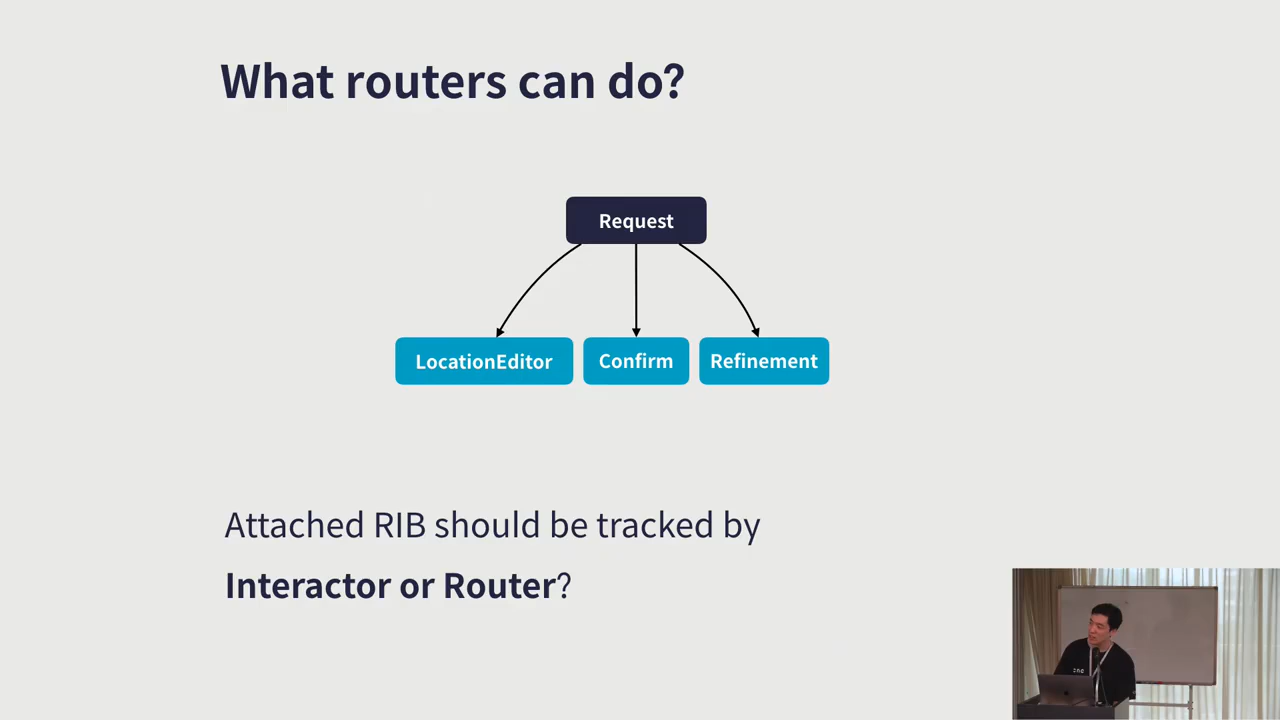 What routers can do?
Request
LocationEditor
Confirm
Refinement
Attached RIB should be tracked by
Interactor or Router?